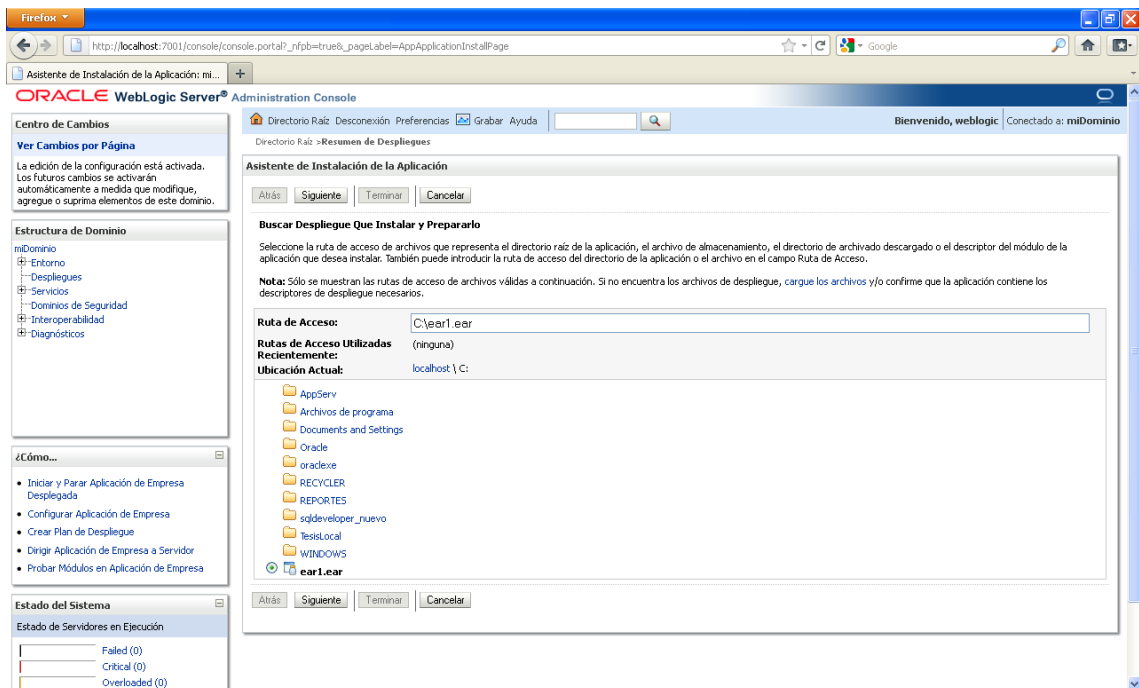 Firefox
http://localhost:7001/console/console.portal?_nfpb=true&_pageLabel=AppApplicationInstallPage
Google
Asistente de Instalación de la Aplicación: mi...
ORACLE WebLogic Server® Administration Console
Centro de Cambios
Ver Cambios por Página
La edición de la configuración está activada.
Los futuros cambios se activarán
automáticamente a medida que modifique,
agregue o suprima elementos de este dominio.
Estructura de Dominio
miDominio
Entorno
Despliegues
Servicios
Dominios de Seguridad
Interoperabilidad
Diagnósticos
¿Cómo...
Iniciar y Parar Aplicación de Empresa
Desplegada
Configurar Aplicación de Empresa
Crear Plan de Despliegue
Dirigir Aplicación de Empresa a Servidor
Probar Módulos en Aplicación de Empresa
Estado del Sistema
Estado de Servidores en Ejecución
Failed (0)
Critical (0)
Overloaded (0)
Directorio Raíz Desconexión Preferencias Grabar Ayuda
Bienvenido, weblogic Conectado a: miDominio
Directorio Raíz >Resumen de Despliegues
Asistente de Instalación de la Aplicación
Atrás Siguiente Terminar Cancelar
Buscar Despliegue Que Instalar y Prepararlo
Seleccione la ruta de acceso de archivos que representa el directorio raíz de la aplicación, el archivo de almacenamiento, el directorio de archivado descargado o el descriptor del módulo de la
aplicación que desea instalar. También puede introducir la ruta de acceso del directorio de la aplicación o el archivo en el campo Ruta de Acceso.
Nota: Sólo se muestran las rutas de acceso de archivos válidas a continuación. Si no encuentra los archivos de despliegue, cargue los archivos y/o confirme que la aplicación contiene los
descriptores de despliegue necesarios.
Ruta de Acceso: C:\ear1.ear
Rutas de Acceso Utilizadas (ninguna)
Recientemente:
Ubicación Actual: localhost \ C:
AppServ
Archivos de programa
Documents and Settings
Oracle
oraclexe
RECYCLER
REPORTES
sqldeveloper_nuevo
TesisLocal
WINDOWS
ear1.ear
Atrás Siguiente Terminar Cancelar